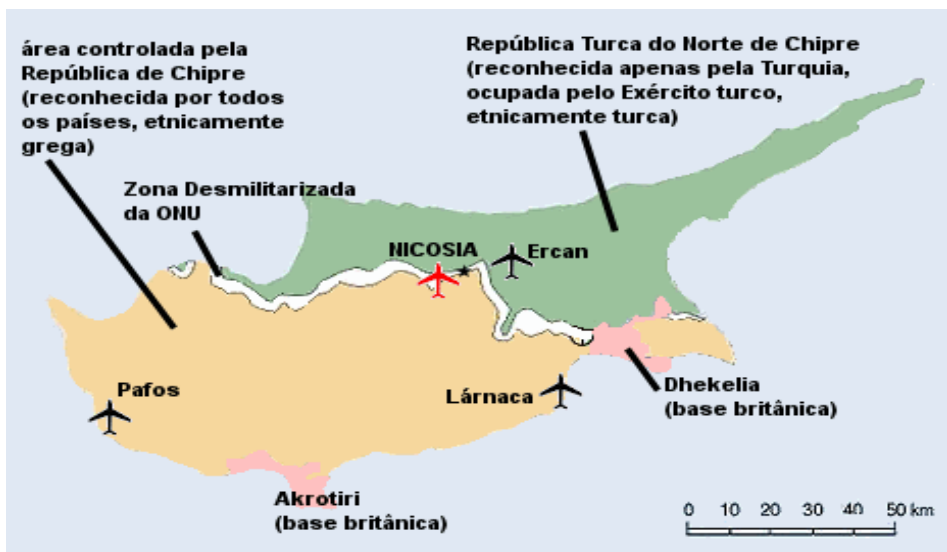 área controlada pela
República de Chipre
(reconhecida por todos
os países, etnicamente
grega)
República Turca do Norte de Chipre
(reconhecida apenas pela Turquia,
ocupada pelo Exército turco,
etnicamente turca)
Zona Desmilitarizada
da ONU
NICOSIA
Ercan
Pafos
Lárnaca
Dhekelia
(base britânica)
Akrotiri
(base britânica)
0 10 20 30 40 50 km